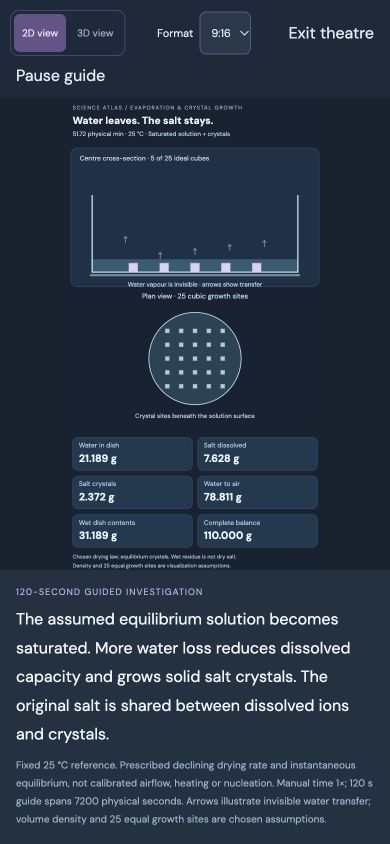 2D view 3D view Format 9:16 Exit theatre
Pause guide
SCIENCE ATLAS / EVAPORATION & CRYSTAL GROWTH
Water leaves. The salt stays.
51.72 physical min · 25 °C · Saturated solution + crystals
Centre cross-section · 5 of 25 ideal cubes
Water vapour is invisible · arrows show transfer
Plan view · 25 cubic growth sites
Crystal sites beneath the solution surface
Water in dish Salt dissolved
21.189 g 7.628 g
Salt crystals Water to air
2.372 g 78.811 g
Wet dish contents Complete balance
31.189 g 110.000 g
Chosen drying law; equilibrium crystals. Wet residue is not dry salt.
Density and 25 equal growth sites are visualization assumptions.
120-SECOND GUIDED INVESTIGATION
The assumed equilibrium solution becomes
saturated. More water loss reduces dissolved
capacity and grows solid salt crystals. The
original salt is shared between dissolved ions
and crystals.
Fixed 25 °C reference. Prescribed declining drying rate and instantaneous
equilibrium, not calibrated airflow, heating or nucleation. Manual time 1×; 120 s
guide spans 7200 physical seconds. Arrows illustrate invisible water transfer;
volume density and 25 equal growth sites are chosen assumptions.